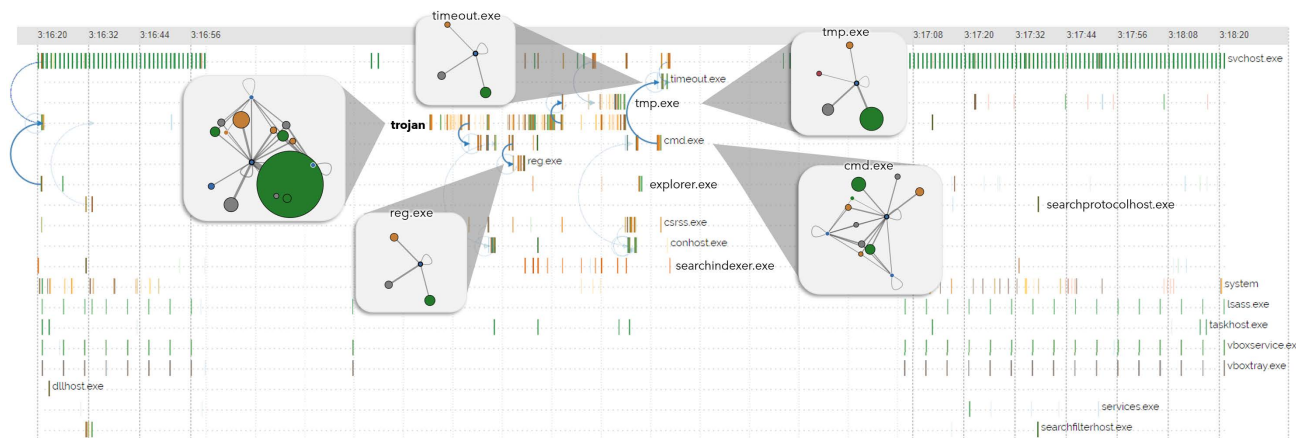 timeout.exe
tmp.exe
3:16:20 3:16:32 3:16:44 3:16:56 3:17:08 3:17:20 3:17:32 3:17:44 3:17:56 3:18:08 3:18:20
svchost.exe
timeout.exe
tmp.exe
trojan
cmd.exe
reg.exe
cmd.exe
explorer.exe
searchprotocolhost.exe
reg.exe
csrss.exe
conhost.exe
searchindexer.exe
system
lsass.exe
taskhost.exe
vboxservice.ex
vboxtray.exe
dllhost.exe
services.exe
searchfilterhost.exe